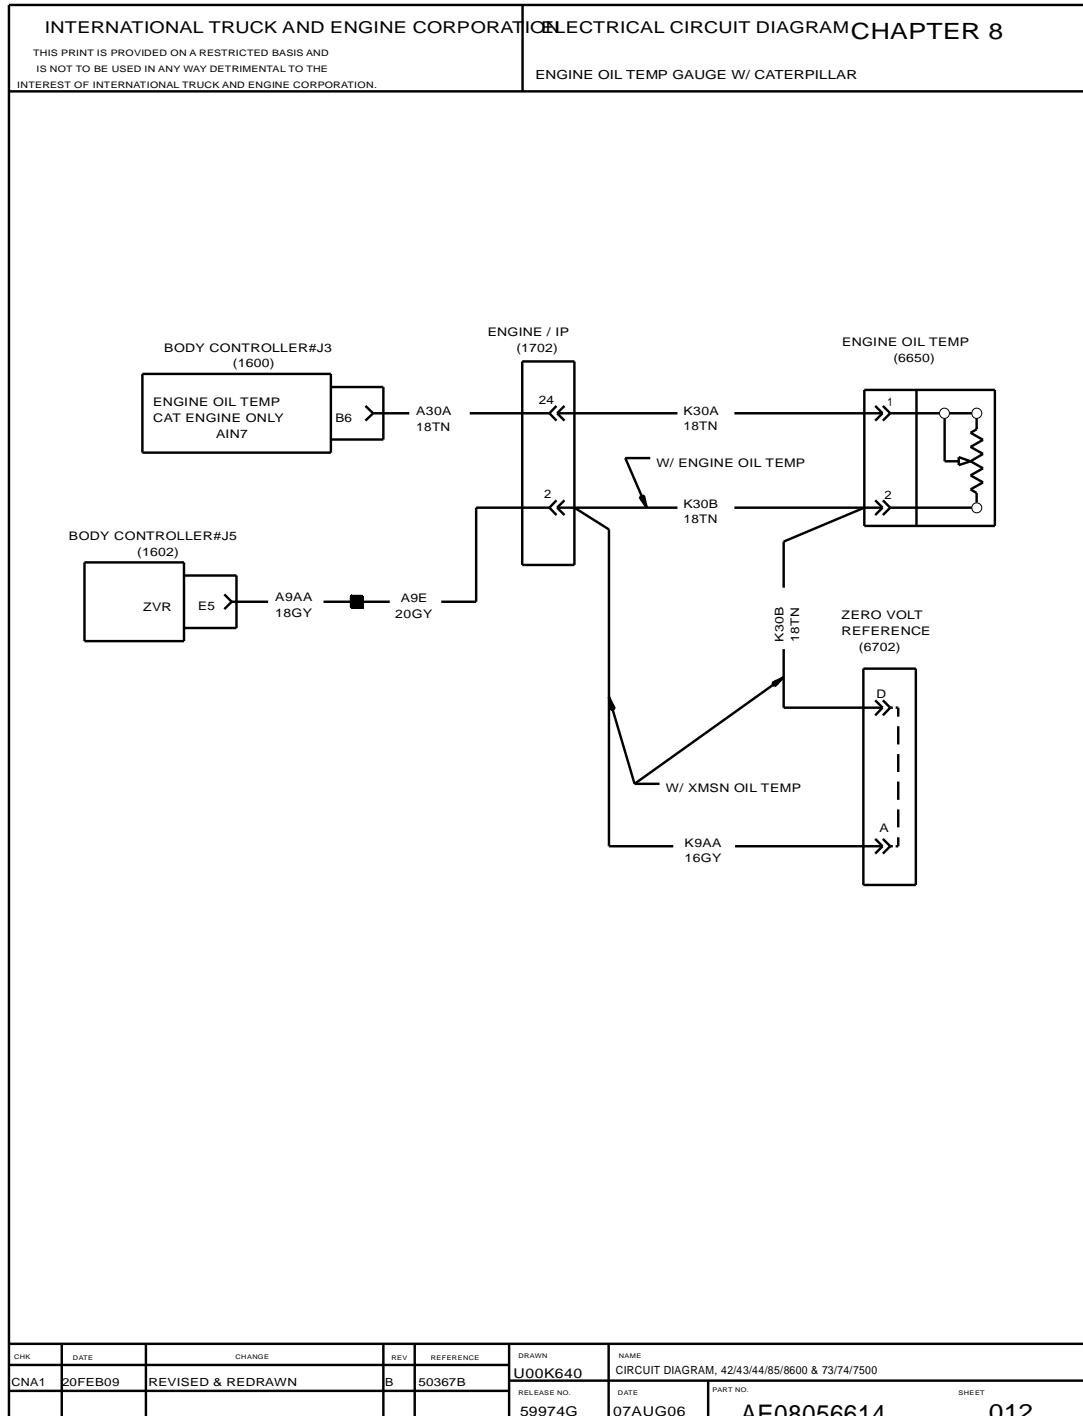 INTERNATIONAL TRUCK AND ENGINE CORPORATION
THIS PRINT IS PROVIDED ON A RESTRICTED BASIS AND
IS NOT TO BE USED IN ANY WAY DETRIMENTAL TO THE
INTEREST OF INTERNATIONAL TRUCK AND ENGINE CORPORATION.
ELECTRICAL CIRCUIT DIAGRAM
CHAPTER 8
ENGINE OIL TEMP GAUGE W/ CATERPILLAR
BODY CONTROLLER#J3
(1600)
ENGINE OIL TEMP
CAT ENGINE ONLY
AIN7
B6
A30A
18TN
ENGINE / IP
(1702)
24
2
K30A
18TN
W/ ENGINE OIL TEMP
K30B
18TN
ENGINE OIL TEMP
(6650)
1
2
BODY CONTROLLER#J5
(1602)
ZVR
E5
A9AA
18GY
A9E
20GY
K30B
18TN
ZERO VOLT
REFERENCE
(6702)
D
A
W/ XMSN OIL TEMP
K9AA
16GY
CHK DATE CHANGE REV REFERENCE
CNA1 20FEB09 REVISED & REDRAWN B 50367B
DRAWN
U00K640
NAME
CIRCUIT DIAGRAM, 42/43/44/85/8600 & 73/74/7500
RELEASE NO.
59974G
DATE
07AUG06
PART NO.
AE08056614
SHEET
012